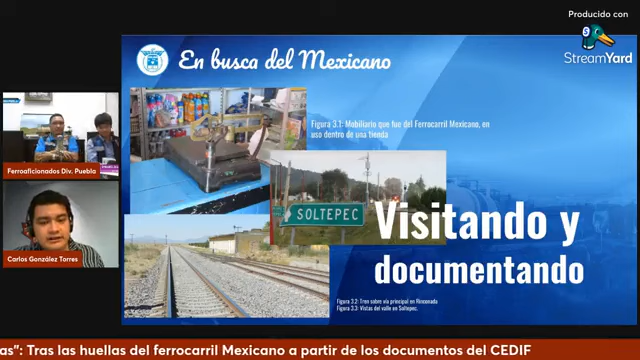 Producido con
StreamYard
En busca del Mexicano
Figura 3.1: Mobiliario que fue del Ferrocarril Mexicano, en
uso dentro de una tienda
SOLTEPEC
Visitando y
documentando
Figura 3.2: Tren sobre vía principal en Rinconada
Figura 3.3: Vistas del valle en Soltepec.
Ferroaficionados Div. Puebla
Carlos González Torres
as”: Tras las huellas del ferrocarril Mexicano a partir de los documentos del CEDIF